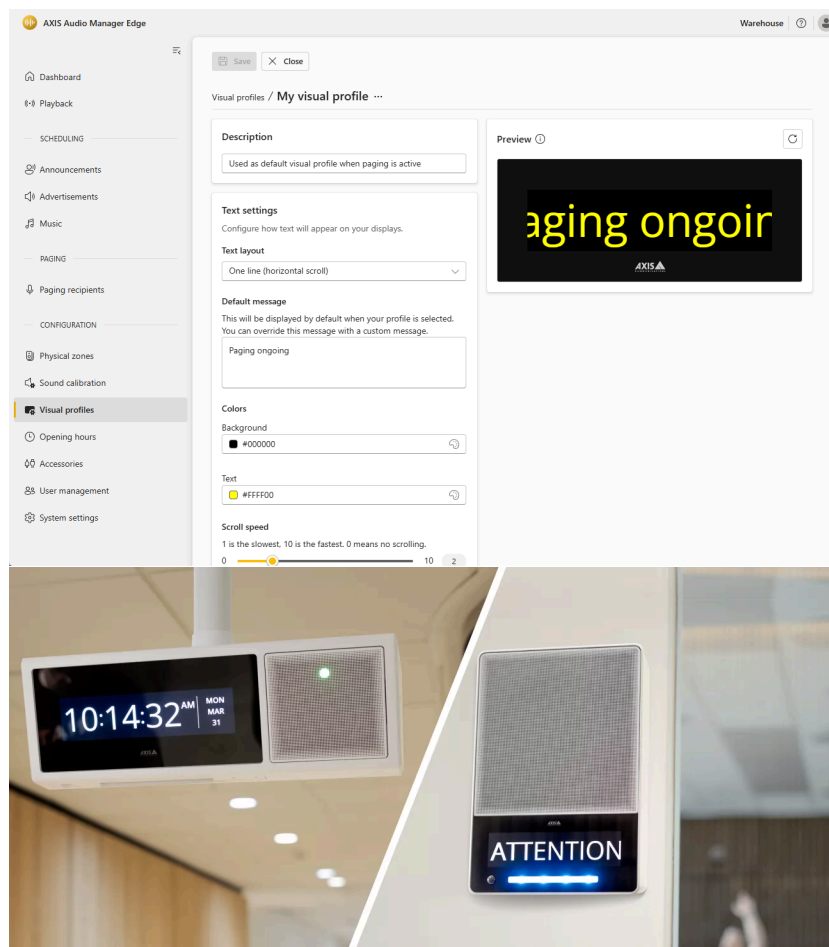 AXIS Audio Manager Edge
Warehouse
Dashboard
Playback
SCHEDULING
Announcements
Advertisements
Music
PAGING
Paging recipients
CONFIGURATION
Physical zones
Sound calibration
Visual profiles
Opening hours
Accessories
User management
System settings
Save
Close
Visual profiles / My visual profile ···
Description
Used as default visual profile when paging is active
Text settings
Configure how text will appear on your displays.
Text layout
One line (horizontal scroll)
Default message
This will be displayed by default when your profile is selected.
You can override this message with a custom message.
Paging ongoing
Colors
Background
#000000
Text
#FFFF00
Scroll speed
1 is the slowest, 10 is the fastest. 0 means no scrolling.
0 10 2
Preview
aging ongoin
AXIS
10:14:32 AM
MON
MAR
31
AXIS
AXIS
ATTENTION